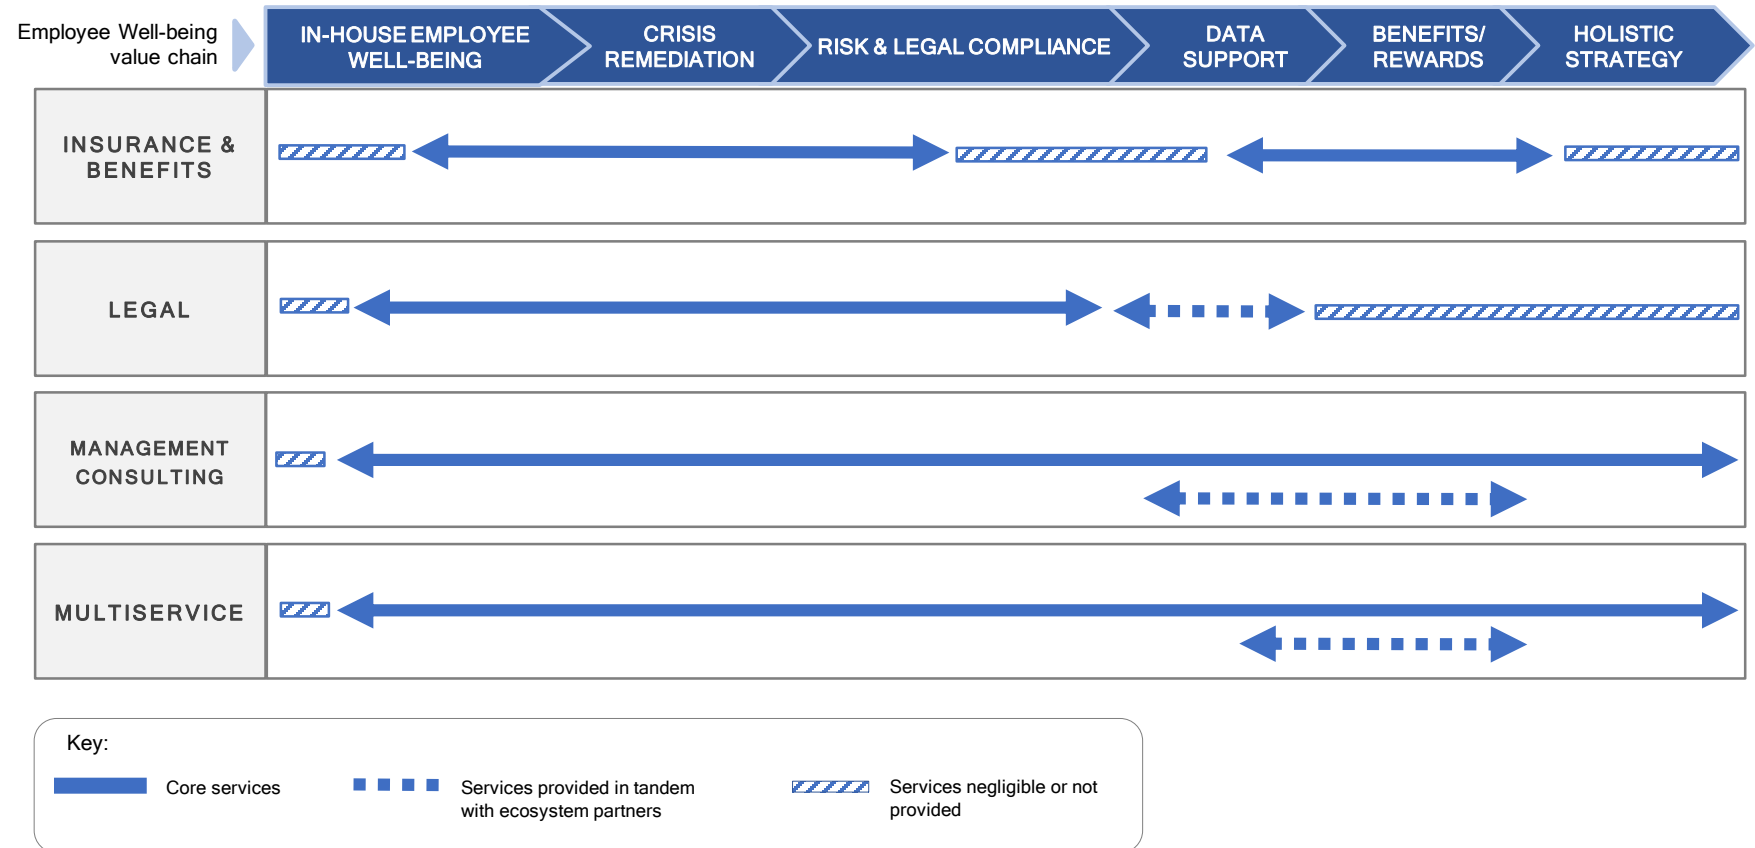 Employee Well-being
value chain
IN-HOUSE EMPLOYEE
WELL-BEING
CRISIS
REMEDIATION
RISK & LEGAL COMPLIANCE
DATA
SUPPORT
BENEFITS/
REWARDS
HOLISTIC
STRATEGY
INSURANCE &
BENEFITS
LEGAL
MANAGEMENT
CONSULTING
MULTISERVICE
Key:
Core services
Services provided in tandem
with ecosystem partners
Services negligible or not
provided